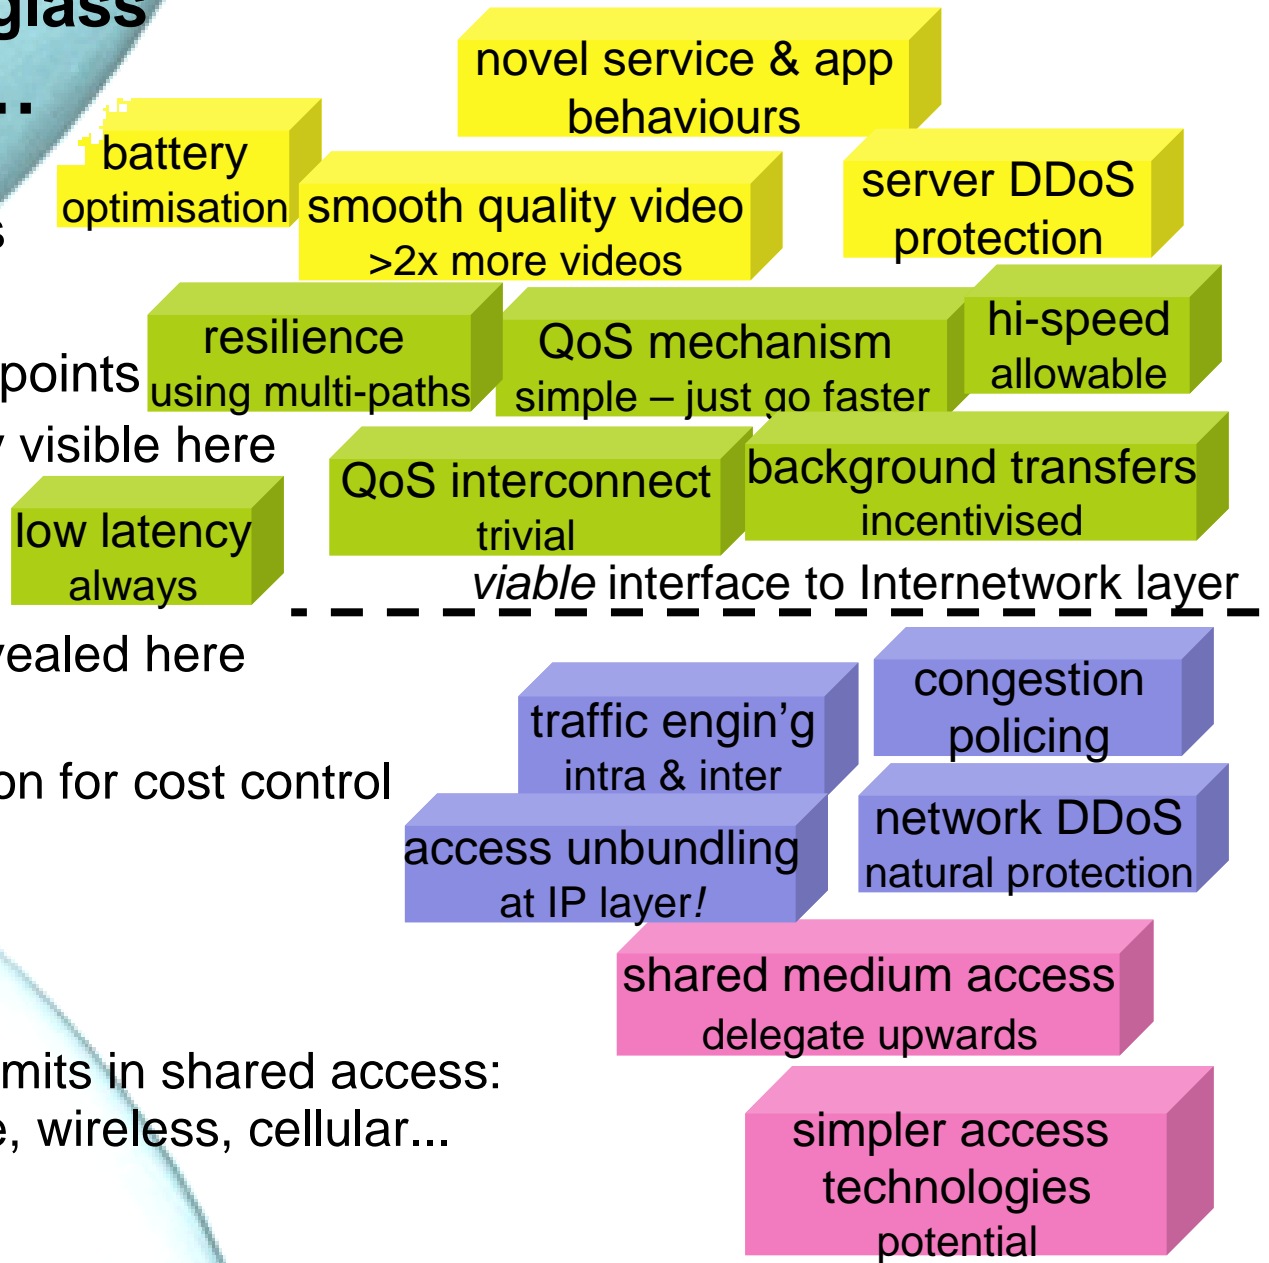 novel service & app
behaviours
battery
optimisation
smooth quality video
>2x more videos
server DDoS
protection
resilience
using multi-paths
QoS mechanism
simple – just go faster
hi-speed
allowable
points
visible here
QoS interconnect
trivial
background transfers
incentivised
low latency
always
viable interface to Internetwork layer
here
traffic engin’g
intra & inter
congestion
policing
for cost control
access unbundling
at IP layer!
network DDoS
natural protection
shared medium access
delegate upwards
in shared access:
wireless, cellular...
simpler access
technologies
potential